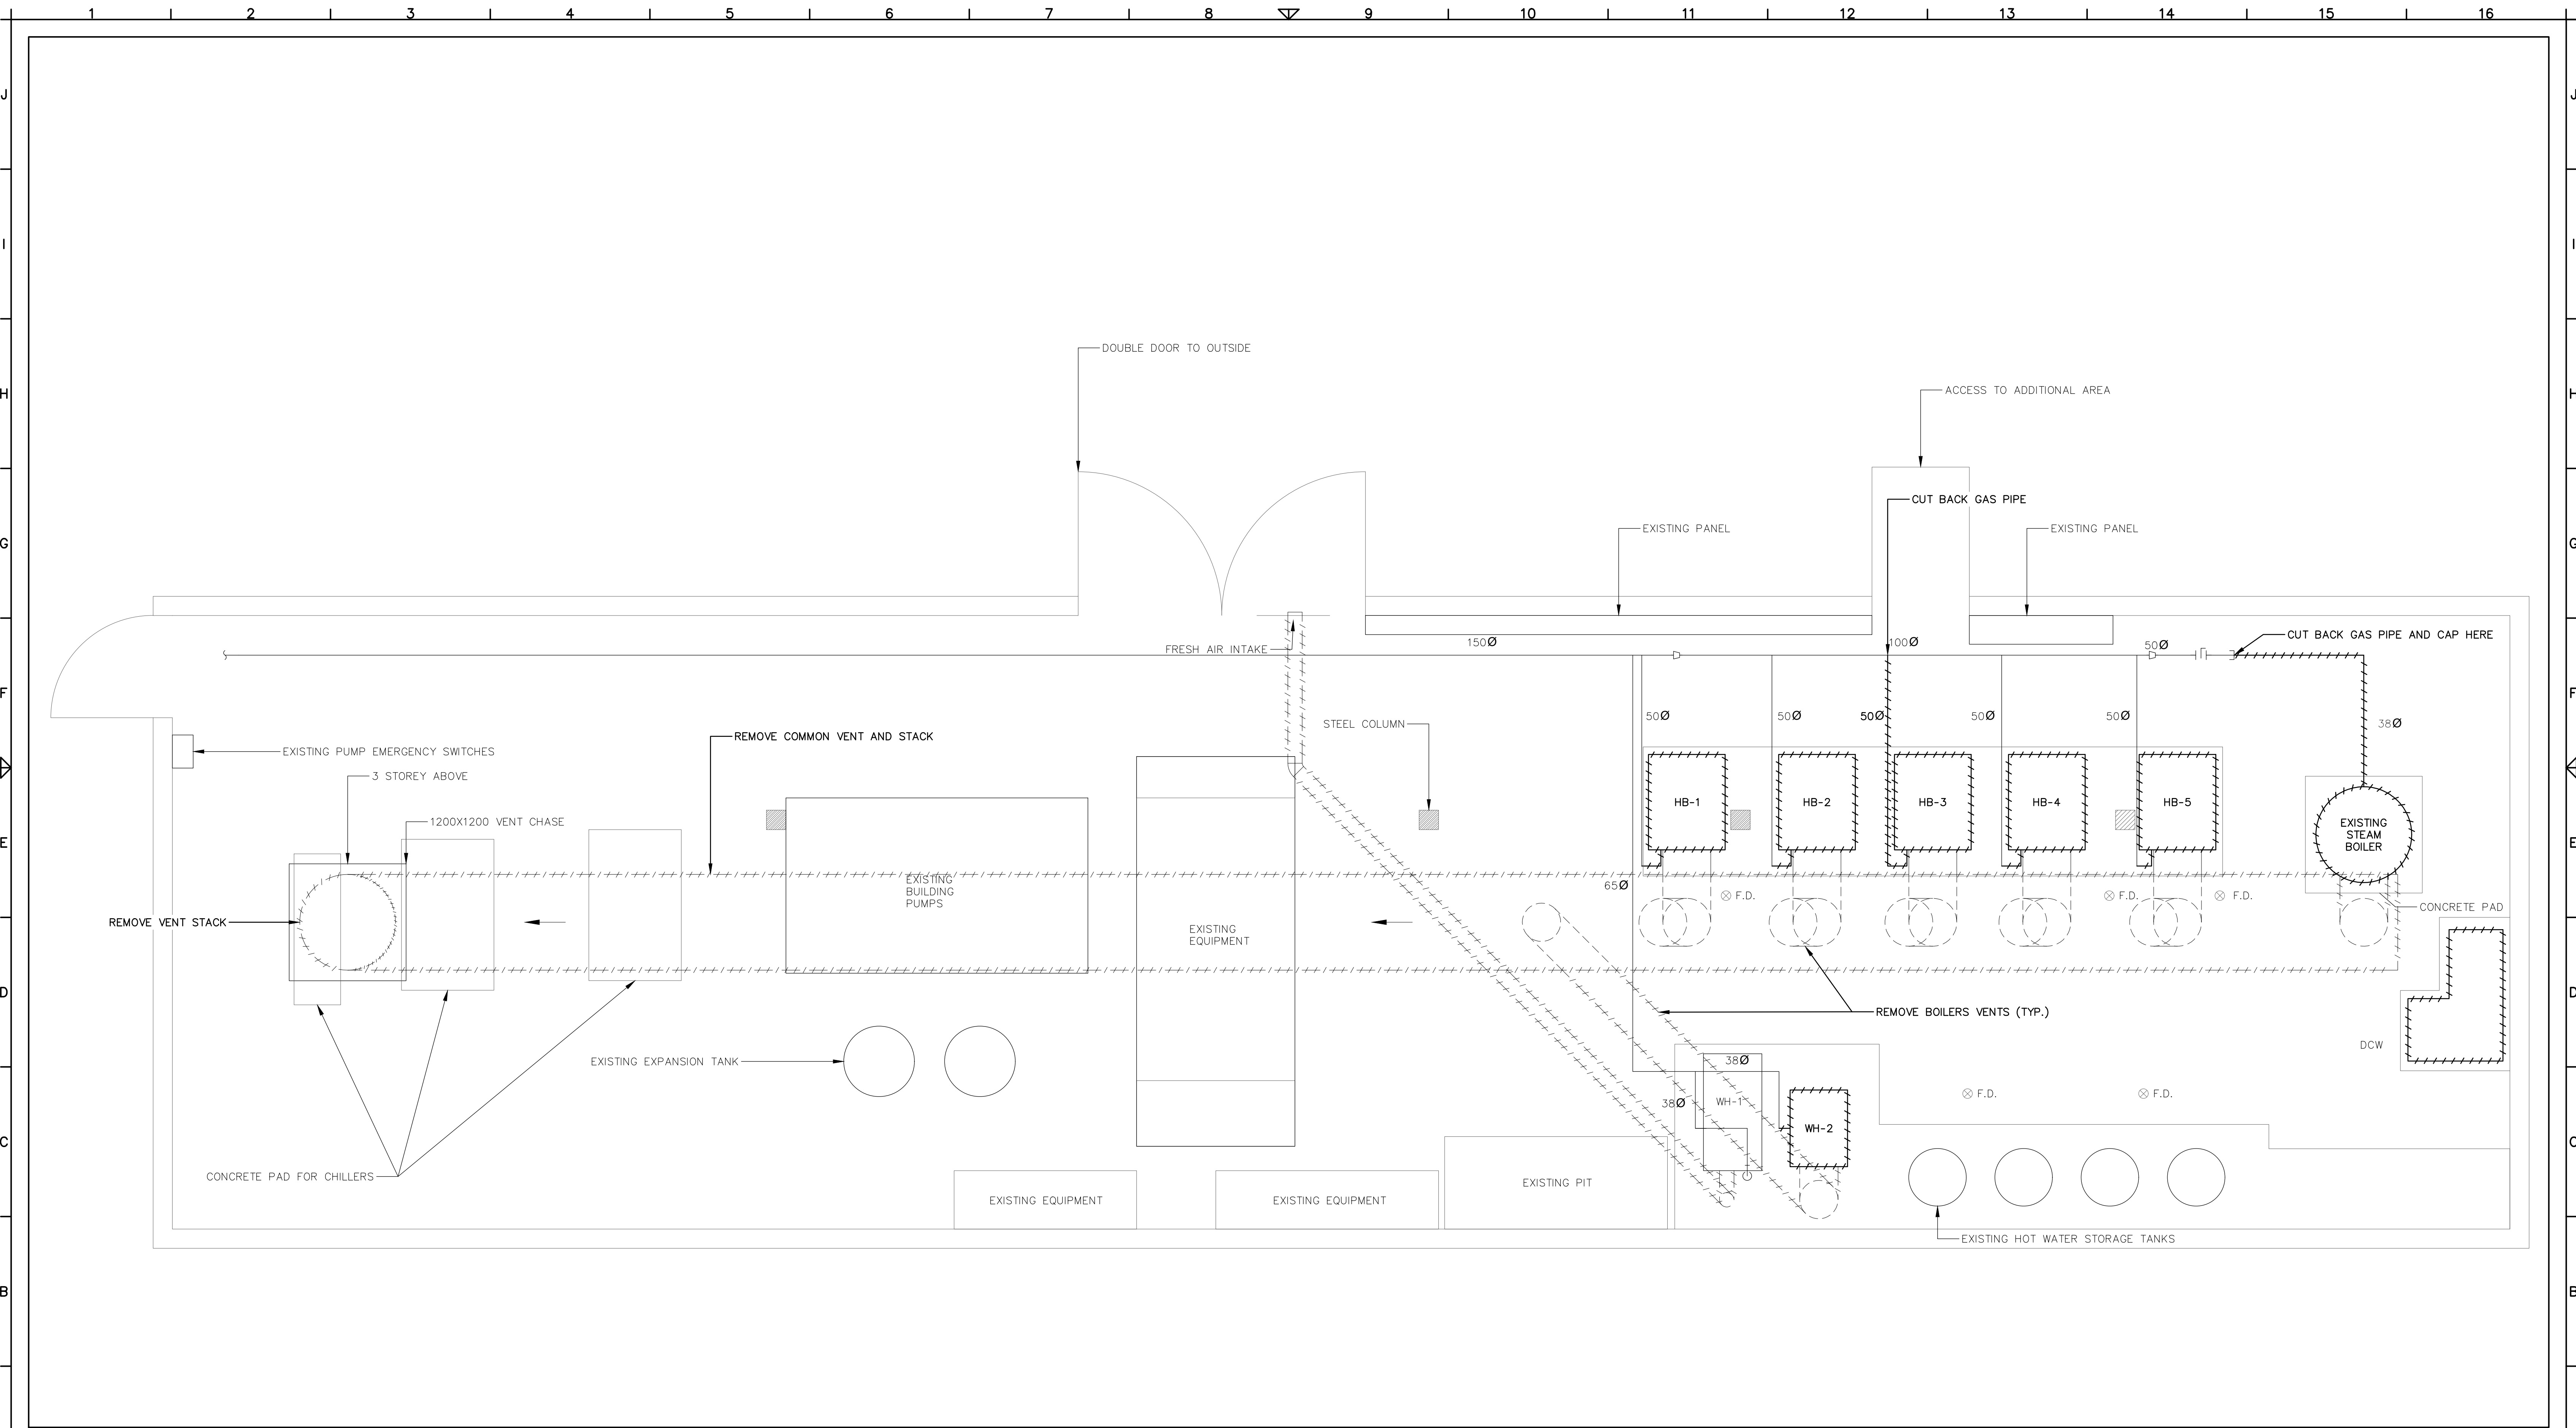 1 2 3 4 5 6 7 8 9 10 11 12 13 14 15 16
J
J
I
I
DOUBLE DOOR TO OUTSIDE
H
ACCESS TO ADDITIONAL AREA
H
CUT BACK GAS PIPE
EXISTING PANEL
EXISTING PANEL
G
G
FRESH AIR INTAKE
150Ø
100Ø
50Ø
CUT BACK GAS PIPE AND CAP HERE
F
F
50Ø
50Ø
50Ø
50Ø
50Ø
38Ø
STEEL COLUMN
REMOVE COMMON VENT AND STACK
EXISTING PUMP EMERGENCY SWITCHES
3 STOREY ABOVE
1200X1200 VENT CHASE
HB-1
HB-2
HB-3
HB-4
HB-5
EXISTING
STEAM
BOILER
E
E
EXISTING
BUILDING
PUMPS
65Ø
F.D.
F.D.
F.D.
CONCRETE PAD
REMOVE VENT STACK
EXISTING
EQUIPMENT
D
D
REMOVE BOILERS VENTS (TYP.)
DCW
EXISTING EXPANSION TANK
38Ø
38Ø
WH-1
WH-2
F.D.
F.D.
C
C
CONCRETE PAD FOR CHILLERS
EXISTING EQUIPMENT
EXISTING EQUIPMENT
EXISTING PIT
EXISTING HOT WATER STORAGE TANKS
B
B